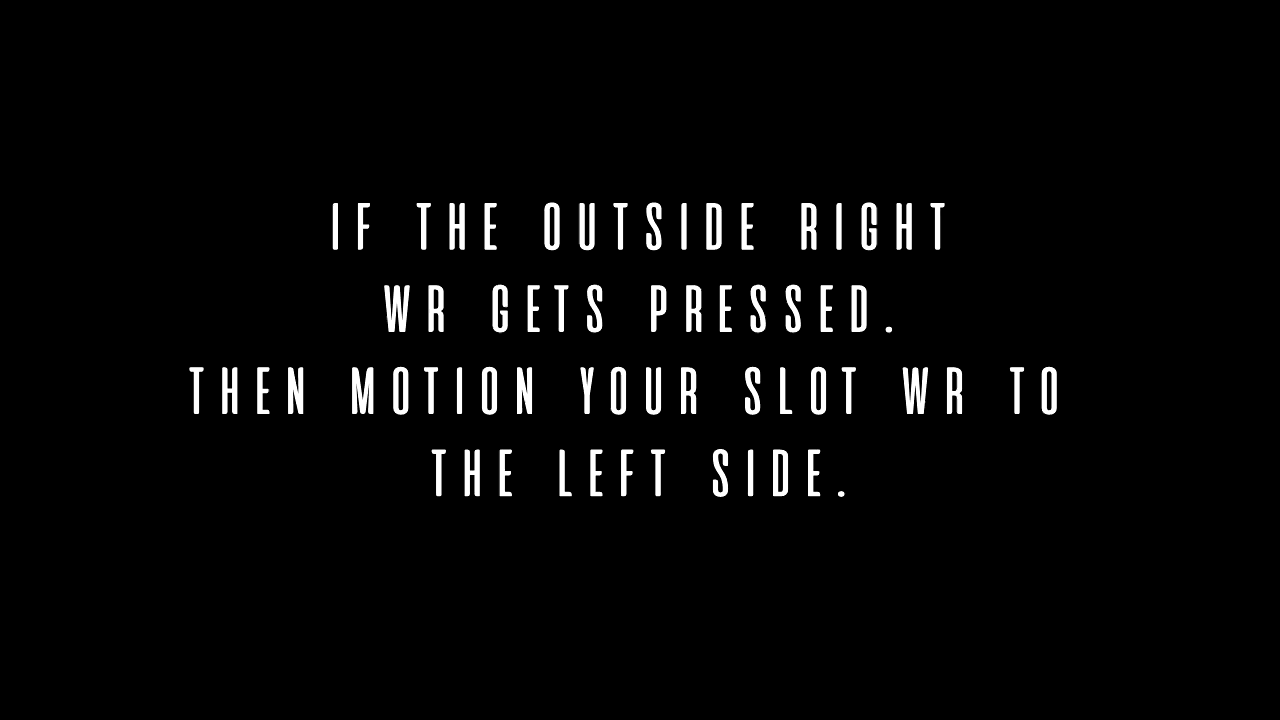 IF THE OUTSIDE RIGHT
WR GETS PRESSED.
THEN MOTION YOUR SLOT WR TO
THE LEFT SIDE.